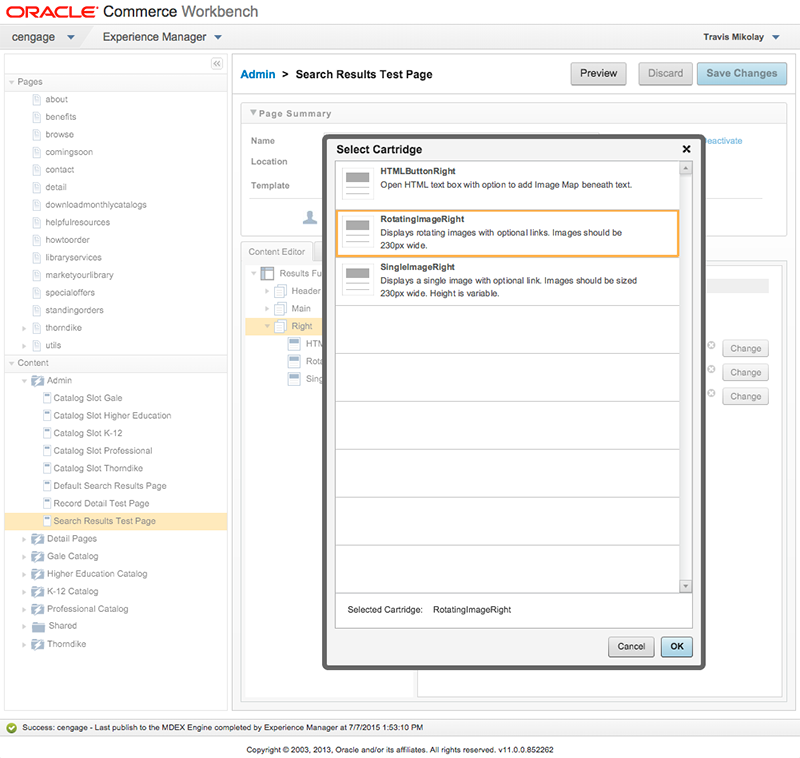 ORACLE® Commerce Workbench
cengage Experience Manager Travis Mikolay
Pages
about
benefits
browse
comingsoon
contact
detail
downloadmonthlycatalogs
helpfulresources
howtoorder
libraryservices
marketyourlibrary
specialoffers
standingorders
thorndike
utils
Content
Admin
Catalog Slot Gale
Catalog Slot Higher Education
Catalog Slot K-12
Catalog Slot Professional
Catalog Slot Thorndike
Default Search Results Page
Record Detail Test Page
Search Results Test Page
Detail Pages
Gale Catalog
Higher Education Catalog
K-12 Catalog
Professional Catalog
Shared
Thorndike
Admin > Search Results Test Page
Preview Discard Save Changes
Page Summary
Name
Location
Template
eactivate
Content Editor
Results Fu
Header
Main
Right
HTM
Rota
Sing
Change
Change
Change
Select Cartridge
HTMLButtonRight
Open HTML text box with option to add Image Map beneath text.
RotatingImageRight
Displays rotating images with optional links. Images should be
230px wide.
SingleImageRight
Displays a single image with optional link. Images should be sized
230px wide. Height is variable.
Selected Cartridge: RotatingImageRight
Cancel OK
Success: cengage - Last publish to the MDEX Engine completed by Experience Manager at 7/7/2015 1:53:10 PM
Copyright © 2003, 2013, Oracle and/or its affiliates. All rights reserved. v11.0.0.852262